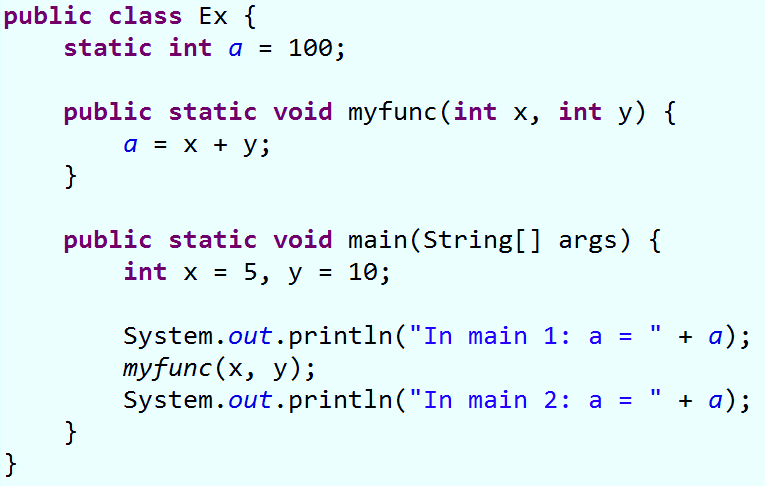 public class Ex {
    static int a = 100;

    public static void myfunc(int x, int y) {
        a = x + y;
    }

    public static void main(String[] args) {
        int x = 5, y = 10;

        System.out.println("In main 1: a = " + a);
        myfunc(x, y);
        System.out.println("In main 2: a = " + a);
    }
}